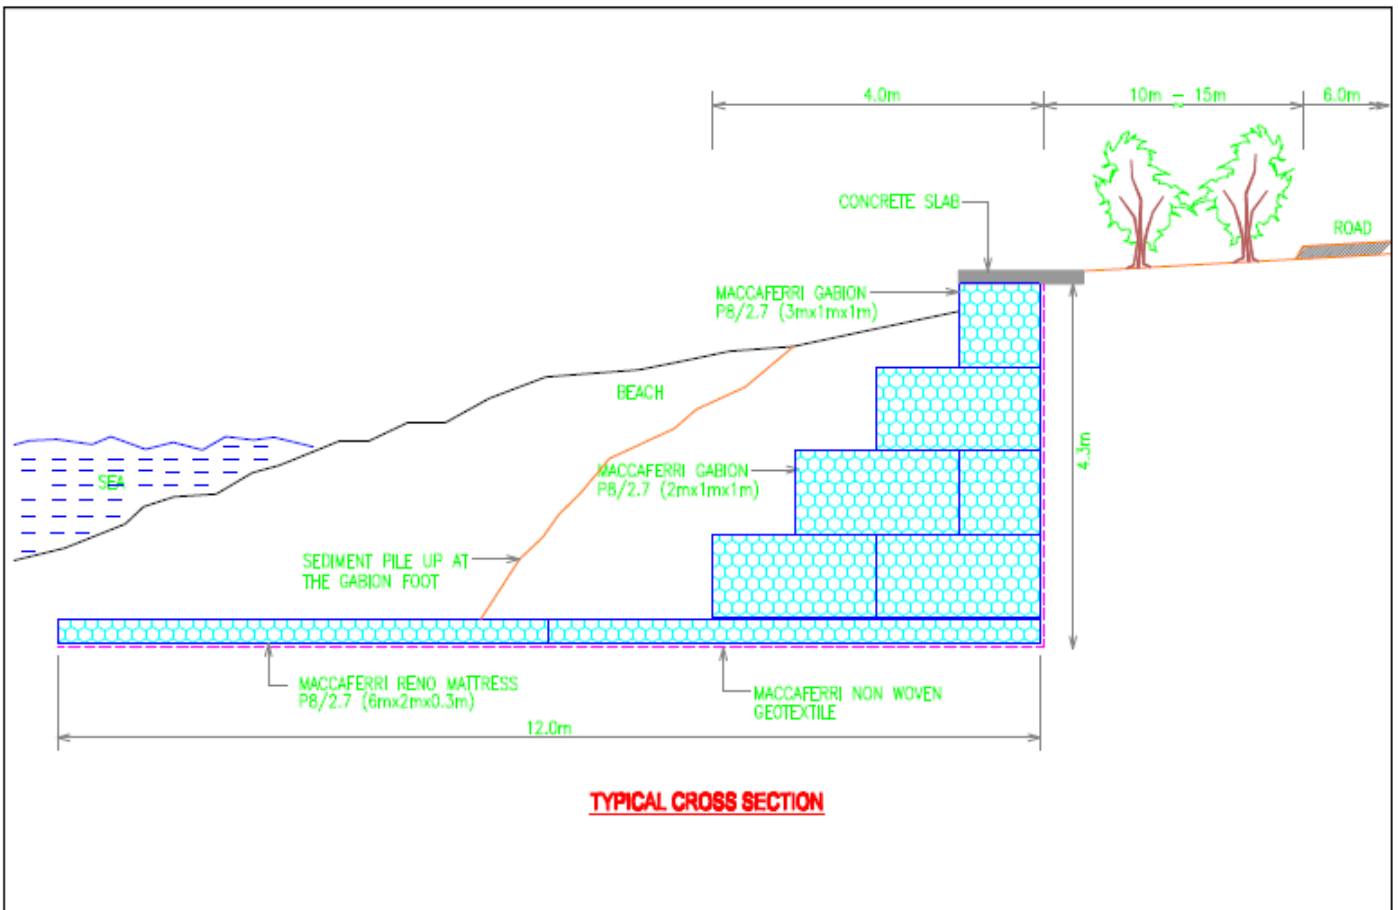 4.0m
10m - 15m
~
6.0m
CONCRETE SLAB
ROAD
MACCAFERRI GABION
P8/2.7 (3mx1mx1m)
BEACH
4.3m
MACCAFERRI GABION
P8/2.7 (2mx1mx1m)
SEA
SEDIMENT PILE UP AT
THE GABION FOOT
MACCAFERRI RENO MATTRESS
P8/2.7 (6mx2mx0.3m)
MACCAFERRI NON WOVEN
GEOTEXTILE
12.0m
TYPICAL CROSS SECTION